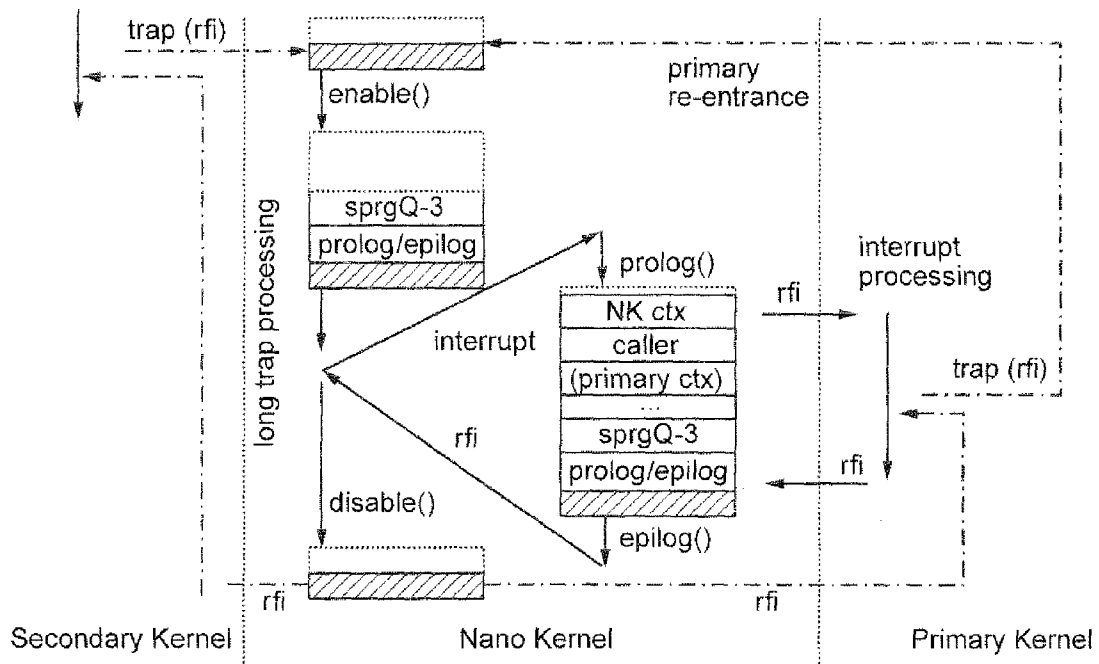 trap (rfi)
primary
re-entrance
enable()
long trap processing
sprgQ-3
prolog/epilog
prolog()
interrupt
processing
rfi
NK ctx
interrupt
caller
(primary ctx)
trap (rfi)
...
rfi
sprgQ-3
rfi
prolog/epilog
disable()
epilog()
rfi
rfi
Secondary Kernel
Nano Kernel
Primary Kernel